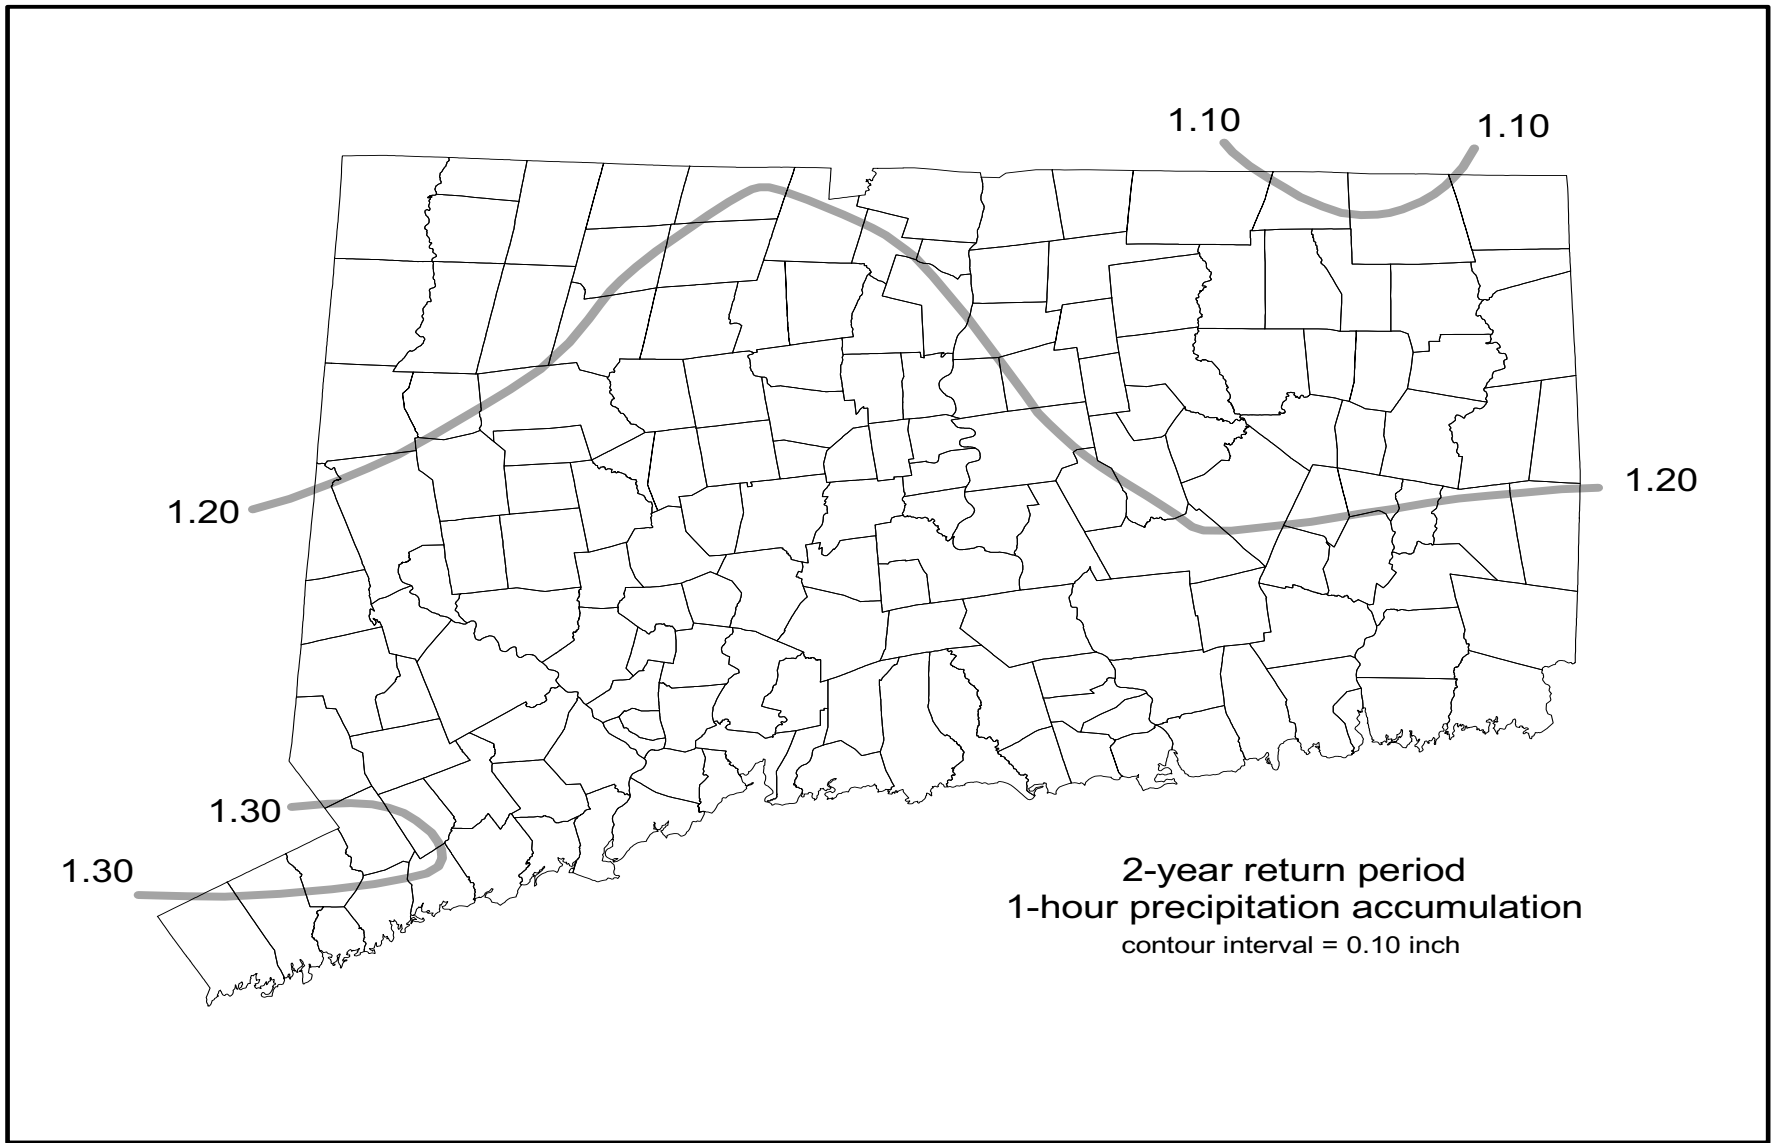 1.10
1.10
1.20
1.20
1.30
1.30
2-year return period
1-hour precipitation accumulation
contour interval = 0.10 inch